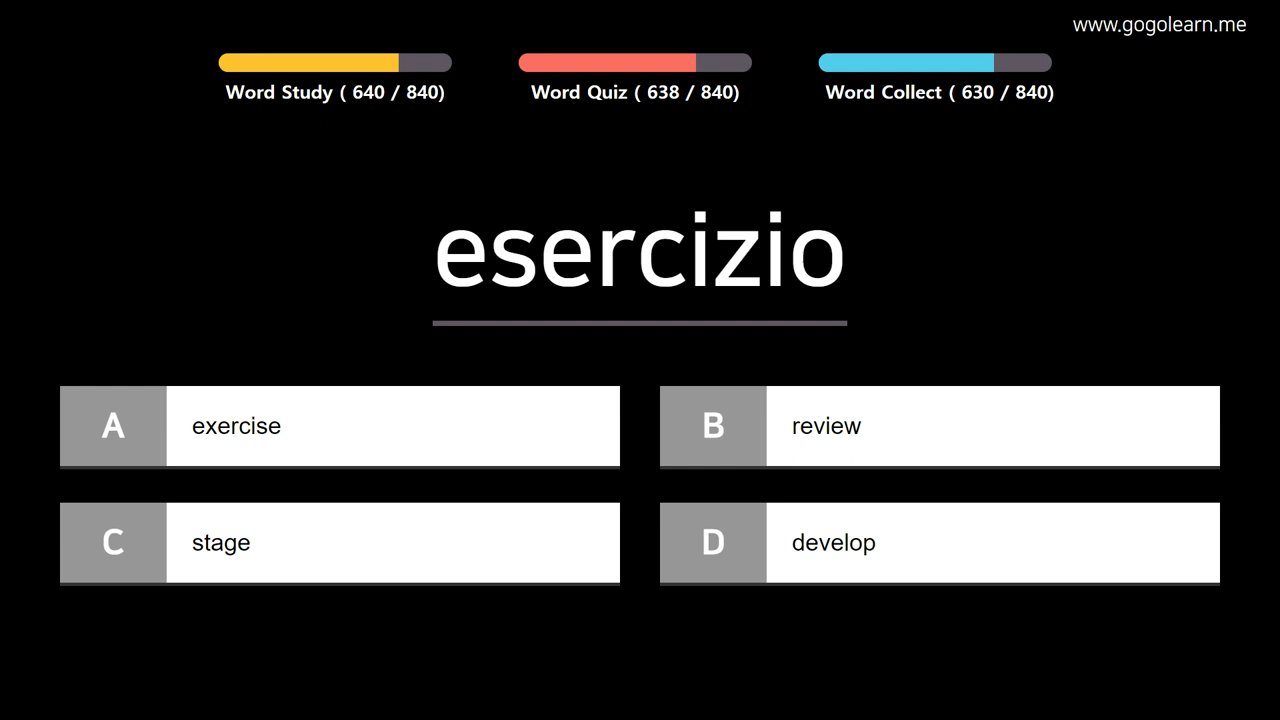 www.gogolearn.me
Word Study ( 640 / 840)
Word Quiz ( 638 / 840)
Word Collect ( 630 / 840)
esercizio
A exercise
B review
C stage
D develop